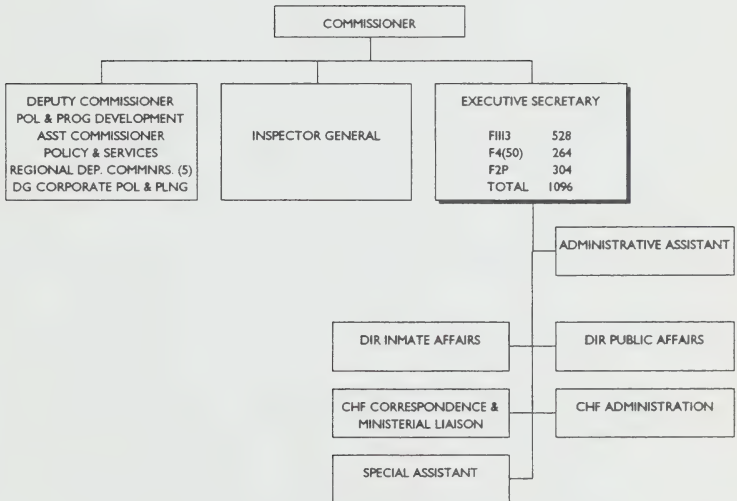 COMMISSIONER
DEPUTY COMMISSIONER
POL & PROG DEVELOPMENT
ASST COMMISSIONER
POLICY & SERVICES
REGIONAL DEP. COMMNRS. (5)
DG CORPORATE POL & PLNG
INSPECTOR GENERAL
EXECUTIVE SECRETARY
FIII3 528
F4(50) 264
F2P 304
TOTAL 1096
ADMINISTRATIVE ASSISTANT
DIR INMATE AFFAIRS
DIR PUBLIC AFFAIRS
CHF CORRESPONDENCE &
MINISTERIAL LIAISON
CHF ADMINISTRATION
SPECIAL ASSISTANT